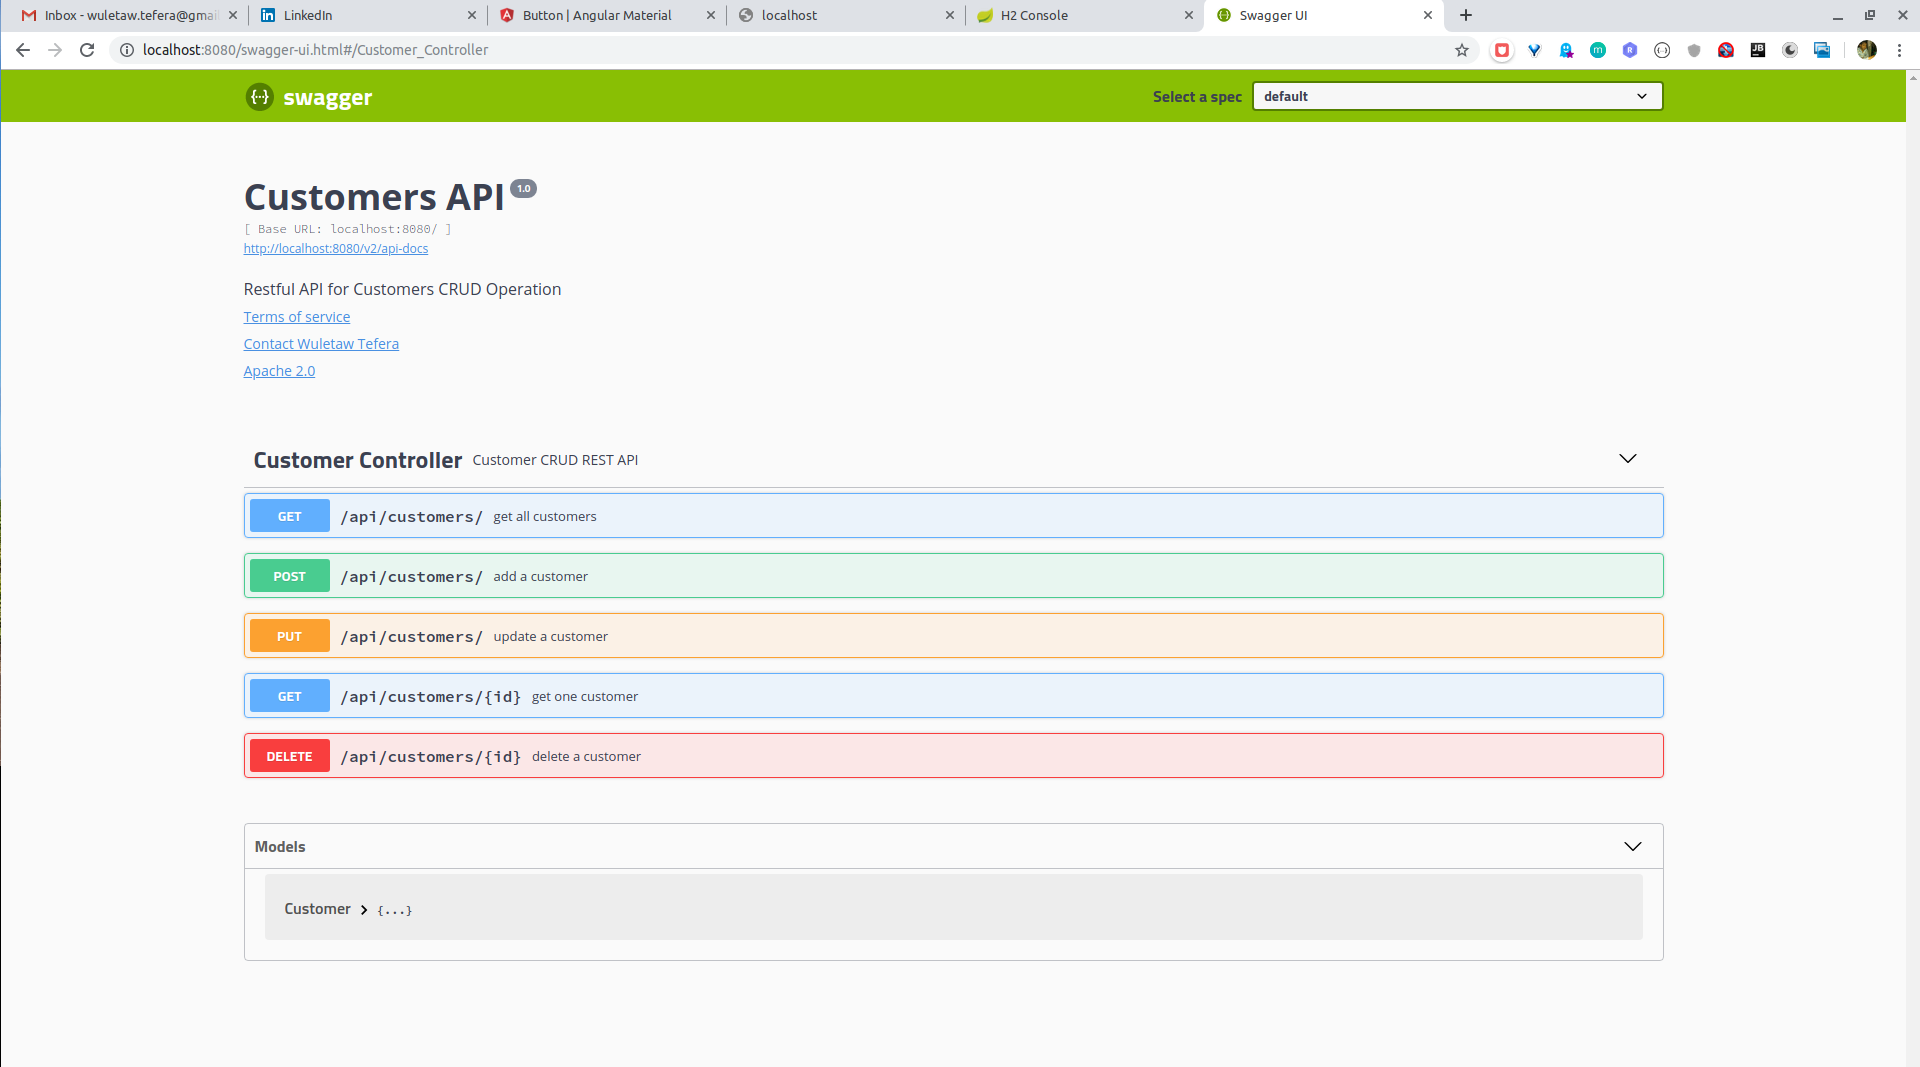 Inbox - wuletaw.tefera@gmai
LinkedIn
Button | Angular Material
localhost
H2 Console
Swagger UI
localhost:8080/swagger-ui.html#/Customer_Controller
swagger
Select a spec
default
Customers API 1.0
[ Base URL: localhost:8080/ ]
http://localhost:8080/v2/api-docs
Restful API for Customers CRUD Operation
Terms of service
Contact Wuletaw Tefera
Apache 2.0
Customer Controller Customer CRUD REST API
GET /api/customers/ get all customers
POST /api/customers/ add a customer
PUT /api/customers/ update a customer
GET /api/customers/{id} get one customer
DELETE /api/customers/{id} delete a customer
Models
Customer > {...}